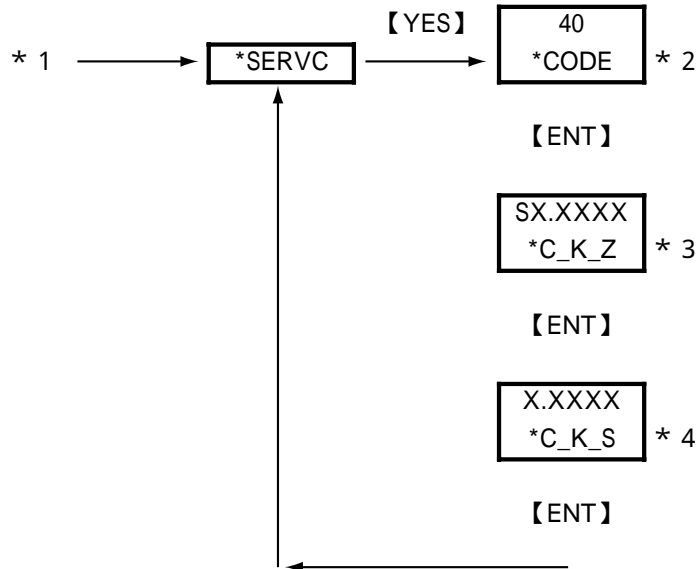 【YES】
40
* 1
*SERVC
*CODE
* 2
【ENT】
SX.XXXX
*C_K_Z
* 3
【ENT】
X.XXXX
*C_K_S
* 4
【ENT】